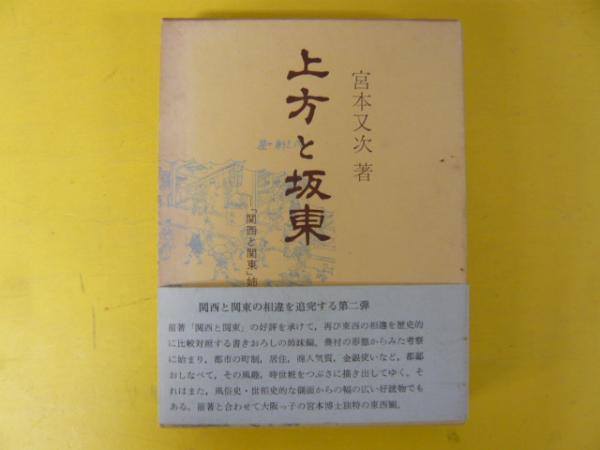 宮本又次 著
上方と坂東
「関西と関東」姉
関西と関東の相違を追究する第二弾
前著「関西と関東」の好評を承けて，再び東西の相違を歴史的
に比較対照する書きおろしの姉妹編。農村の形態からみた考察
に始まり，都市の町制，居住，商人気質，金銀使いなど，都鄙
おしなべて，その風趣，時世粧をつぶさに描き出してゆく。そ
れはまた，風俗史・世相史的な側面からの幅の広い好読物でも
ある。前著と合わせて大阪っ子の宮本博士独特の東西編。